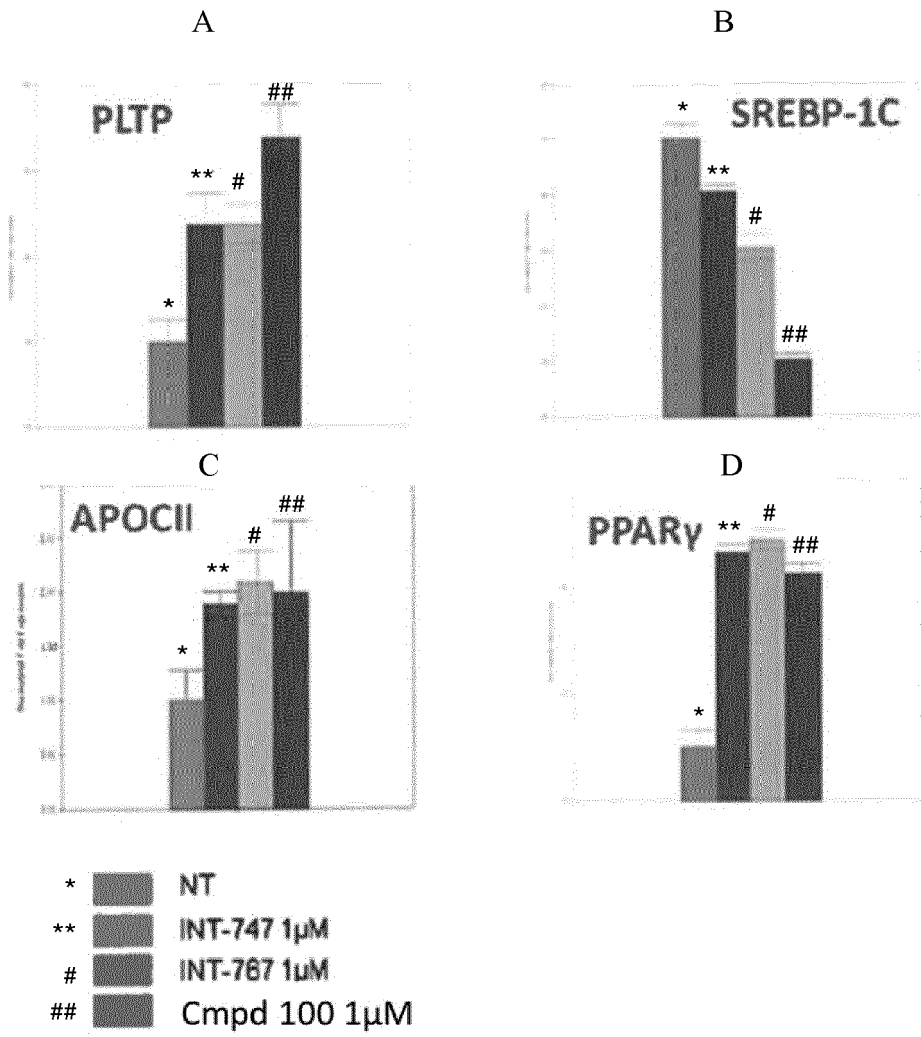 A
B
PLTP
*
**
#
##
SREBP-1C
*
**
#
##
C
D
APOCII
*
**
#
##
PPARγ
*
**
#
##
* NT
** INT-747 1µM
# INT-767 1µM
## Cmpd 100 1µM